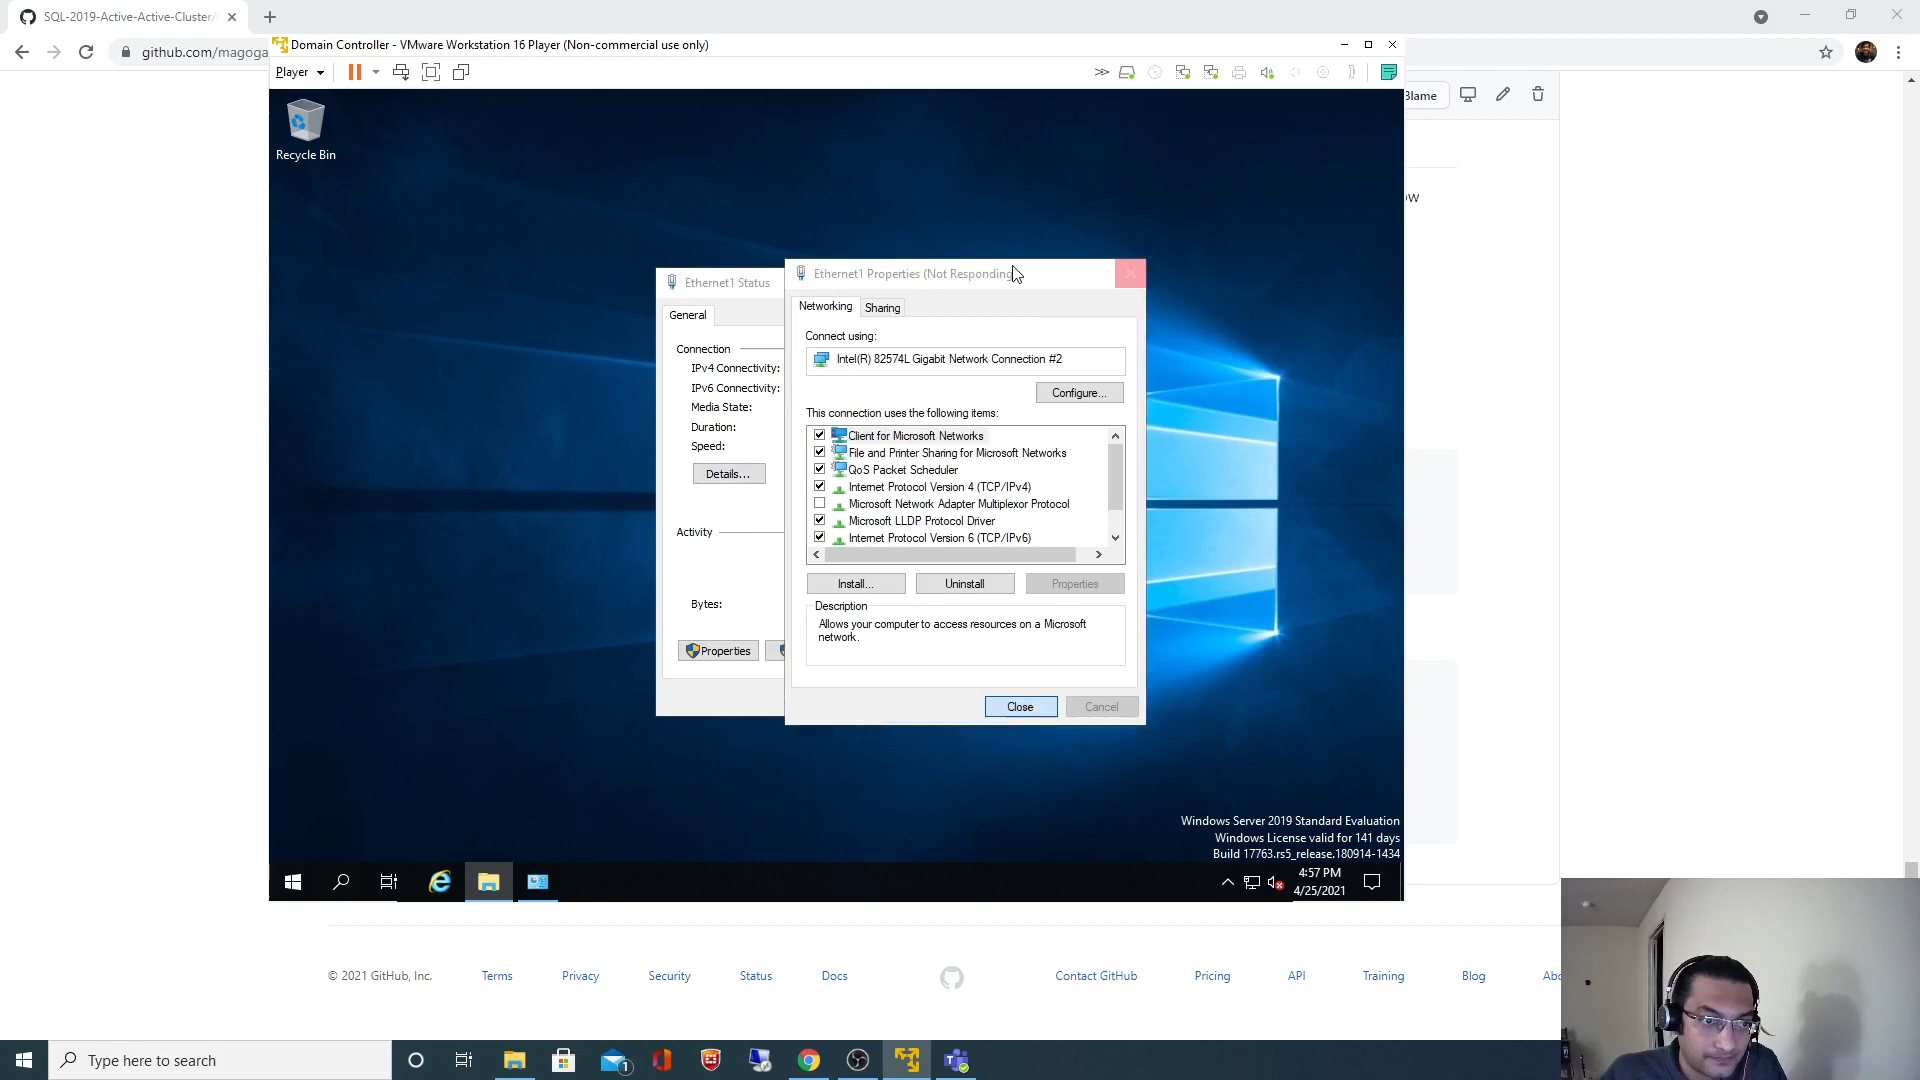 SQL-2019-Active-Active-Cluster/
github.com/magoga
Domain Controller - VMware Workstation 16 Player (Non-commercial use only)
Player
Blame
Recycle Bin
Ethernet1 Status
General
Connection
IPv4 Connectivity:
IPv6 Connectivity:
Media State:
Duration:
Speed:
Details...
Activity
Bytes:
Properties
Ethernet1 Properties (Not Responding
Networking
Sharing
Connect using:
Intel(R) 82574L Gigabit Network Connection #2
Configure...
This connection uses the following items:
Client for Microsoft Networks
File and Printer Sharing for Microsoft Networks
QoS Packet Scheduler
Internet Protocol Version 4 (TCP/IPv4)
Microsoft Network Adapter Multiplexor Protocol
Microsoft LLDP Protocol Driver
Internet Protocol Version 6 (TCP/IPv6)
Install...
Uninstall
Properties
Description
Allows your computer to access resources on a Microsoft
network.
Close
Cancel
Windows Server 2019 Standard Evaluation
Windows License valid for 141 days
Build 17763.rs5_release.180914-1434
4:57 PM
4/25/2021
© 2021 GitHub, Inc.
Terms
Privacy
Security
Status
Docs
Contact GitHub
Pricing
API
Training
Blog
Type here to search
1